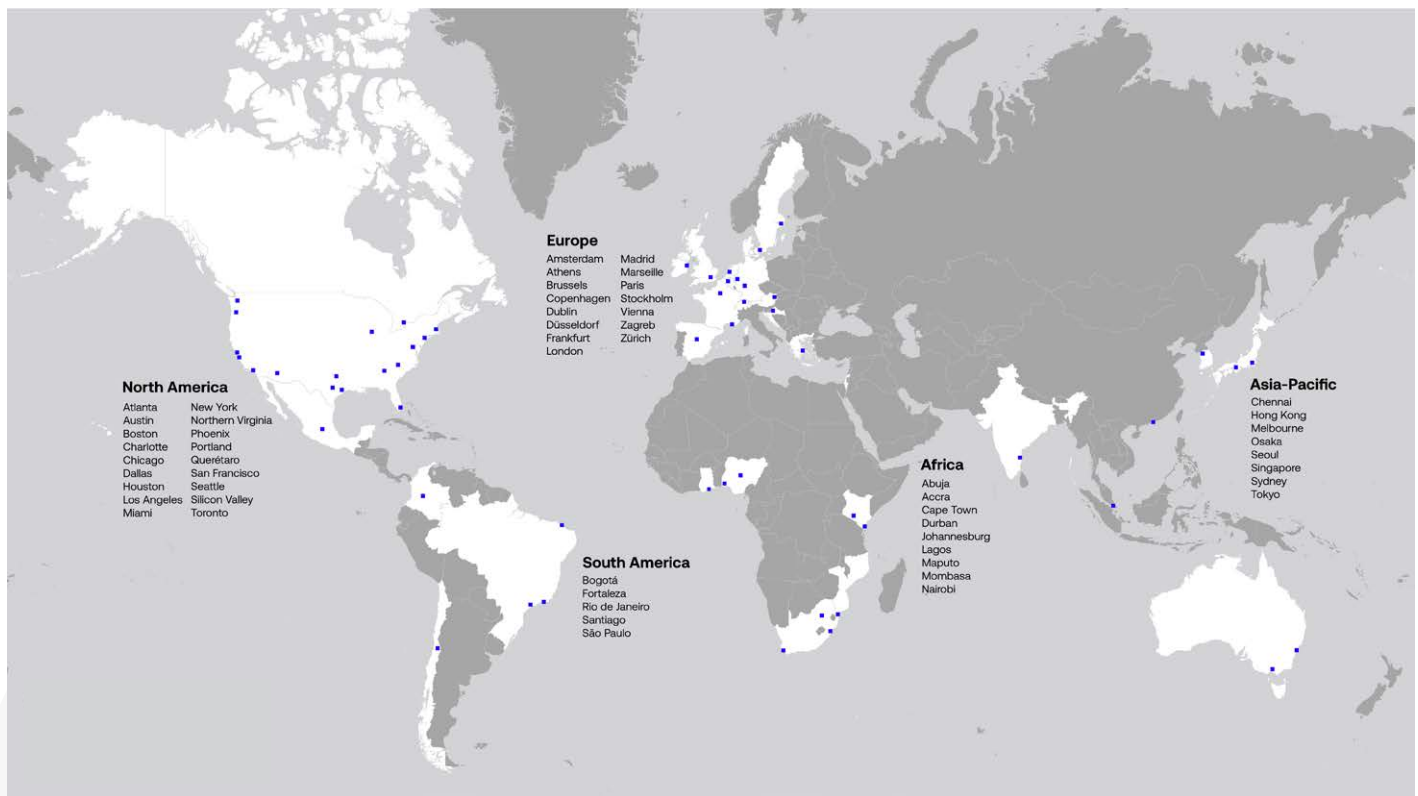 Europe
Amsterdam
Athens
Brussels
Copenhagen
Dublin
Düsseldorf
Frankfurt
London
Madrid
Marseille
Paris
Stockholm
Vienna
Zagreb
Zürich
North America
Atlanta
Austin
Boston
Charlotte
Chicago
Dallas
Houston
Los Angeles
Miami
New York
Northern Virginia
Phoenix
Portland
Querétaro
San Francisco
Seattle
Silicon Valley
Toronto
Asia-Pacific
Chennai
Hong Kong
Melbourne
Osaka
Seoul
Singapore
Sydney
Tokyo
Africa
Abuja
Accra
Cape Town
Durban
Johannesburg
Lagos
Maputo
Mombasa
Nairobi
South America
Bogotá
Fortaleza
Rio de Janeiro
Santiago
São Paulo